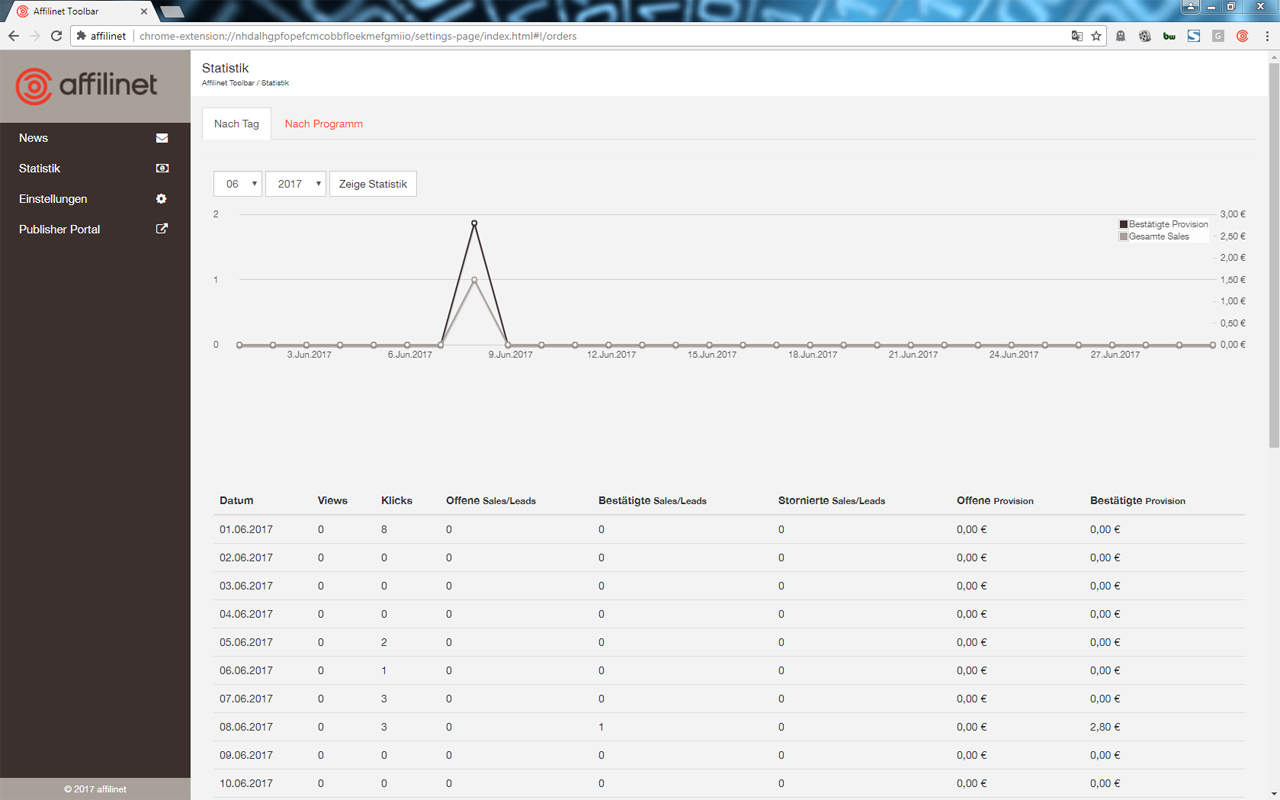 Affilinet Toolbar
affilinet chrome-extension://nhdalhgpfopefcmcobbfloekmefgmiio/settings-page/index.html#!/orders
affilinet
News
Statistik
Einstellungen
Publisher Portal
© 2017 affilinet
Statistik
Affilinet Toolbar / Statistik
Nach Tag Nach Programm
06 2017 Zeige Statistik
2
1
0
Bestätigte Provision
Gesamte Sales
3,00 €
2,50 €
2,00 €
1,50 €
1,00 €
0,50 €
0,00 €
3.Jun.2017 6.Jun.2017 9.Jun.2017 12.Jun.2017 15.Jun.2017 18.Jun.2017 21.Jun.2017 24.Jun.2017 27.Jun.2017
Datum Views Klicks Offene Sales/Leads Bestätigte Sales/Leads Stornierte Sales/Leads Offene Provision Bestätigte Provision
01.06.2017 0 8 0 0 0 0,00 € 0,00 €
02.06.2017 0 0 0 0 0 0,00 € 0,00 €
03.06.2017 0 0 0 0 0 0,00 € 0,00 €
04.06.2017 0 0 0 0 0 0,00 € 0,00 €
05.06.2017 0 2 0 0 0 0,00 € 0,00 €
06.06.2017 0 1 0 0 0 0,00 € 0,00 €
07.06.2017 0 3 0 0 0 0,00 € 0,00 €
08.06.2017 0 3 0 1 0 0,00 € 2,80 €
09.06.2017 0 0 0 0 0 0,00 € 0,00 €
10.06.2017 0 0 0 0 0 0,00 € 0,00 €